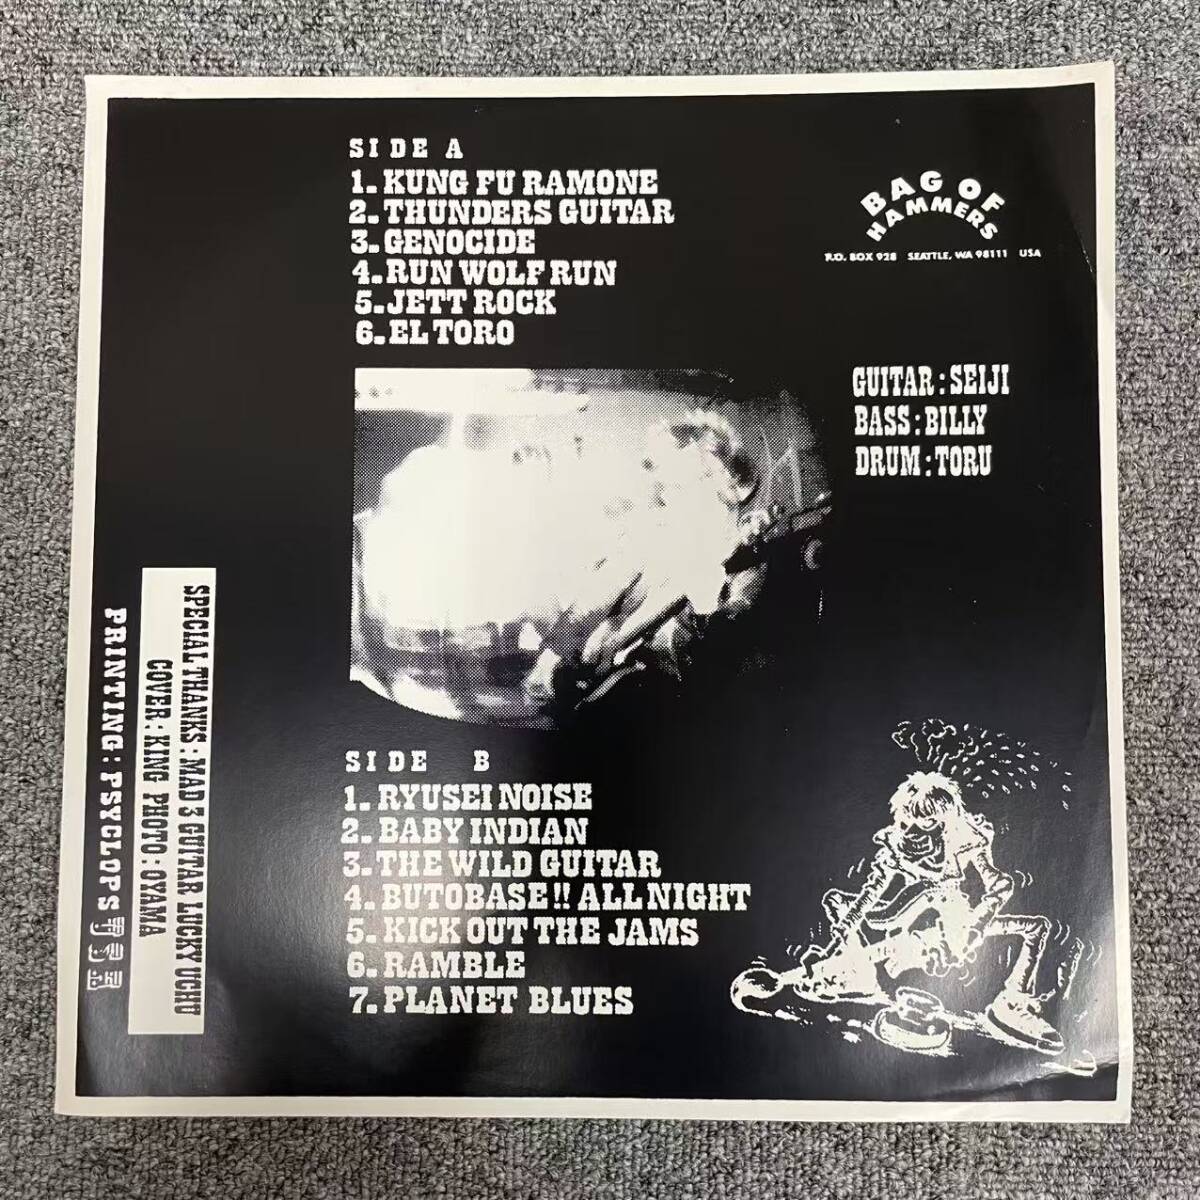 SIDE A
1. KUNG FU RAMONE
2. THUNDERS GUITAR
3. GENOCIDE
4. RUN WOLF RUN
5. JETT ROCK
6. EL TORO
BAG OF
HAMMERS
P.O. BOX 928 SEATTLE, WA 98111 USA
GUITAR : SEIJI
BASS : BILLY
DRUM : TORU
SIDE B
1. RYUSEI NOISE
2. BABY INDIAN
3. THE WILD GUITAR
4. BUTOBASE!! ALL NIGHT
5. KICK OUT THE JAMS
6. RAMBLE
7. PLANET BLUES
SPECIAL THANKS : MAD 3 GUITAR LUCKY UCHU
COVER : KING PHOTO : OYAMA
PRINTING : PSYCLOPS